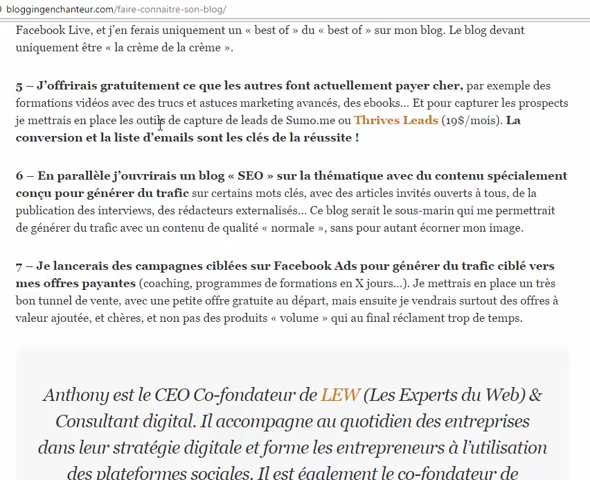 bloggingenchanteur.com/faire-connaitre-son-blog/
Facebook Live, et j'en ferais uniquement un « best of » du « best of » sur mon blog. Le blog devant
uniquement être « la crème de la crème ».
5 – J'offrirais gratuitement ce que les autres font actuellement payer cher, par exemple des
formations vidéos avec des trucs et astuces marketing avancés, des ebooks… Et pour capturer les prospects
je mettrais en place les outils de capture de leads de Sumo.me ou Thrives Leads (19$/mois). La
conversion et la liste d'emails sont les clés de la réussite !
6 – En parallèle j'ouvrirais un blog « SEO » sur la thématique avec du contenu spécialement
conçu pour générer du trafic sur certains mots clés, avec des articles invités ouverts à tous, de la
publication des interviews, des rédacteurs externalisés… Ce blog serait le sous-marin qui me permettrait
de générer du trafic avec un contenu de qualité « normale », sans pour autant écorner mon image.
7 – Je lancerais des campagnes ciblées sur Facebook Ads pour générer du trafic ciblé vers
mes offres payantes (coaching, programmes de formations en X jours…). Je mettrais en place un très
bon tunnel de vente, avec une petite offre gratuite au départ, mais ensuite je vendrais surtout des offres à
valeur ajoutée, et chères, et non pas des produits « volume » qui au final réclament trop de temps.
Anthony est le CEO Co-fondateur de LEW (Les Experts du Web) &
Consultant digital. Il accompagne au quotidien des entreprises
dans leur stratégie digitale et forme les entrepreneurs à l'utilisation
des plateformes sociales. Il est également le co-fondateur de